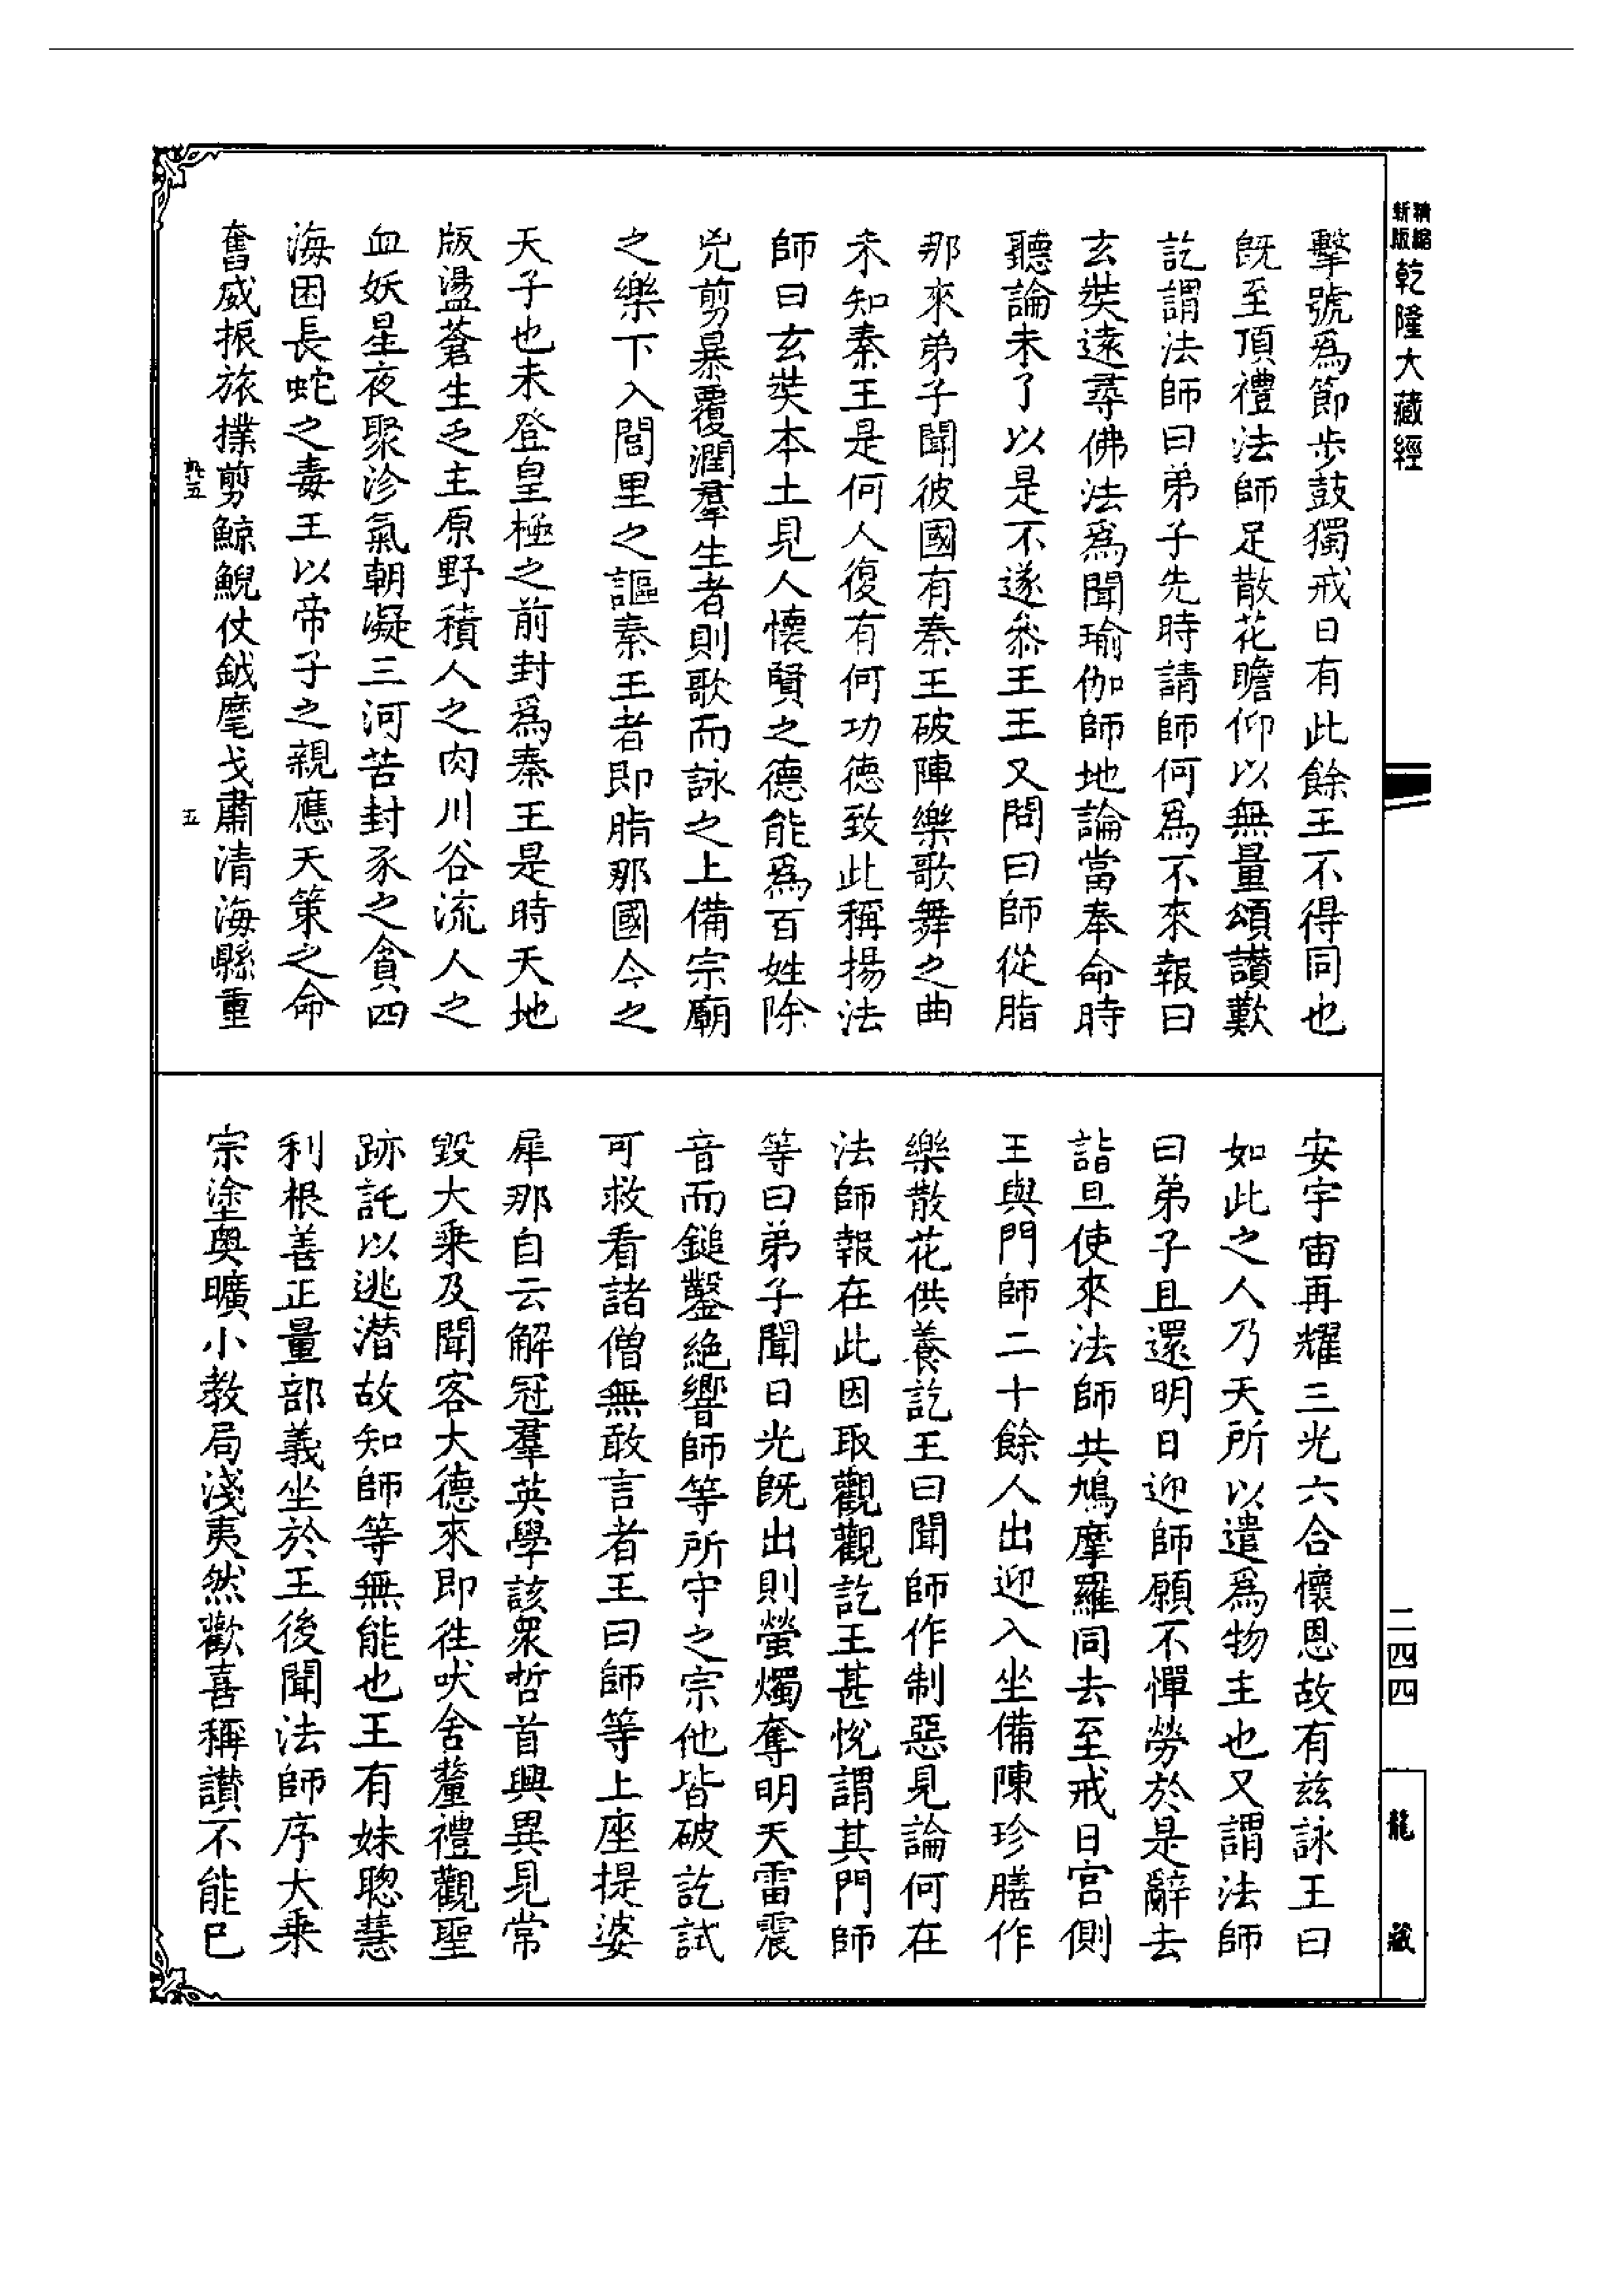 精縮新版乾隆大藏經
擊號爲節步鼓獨戒日有此餘王不得同也
旣至頂禮法師足散花瞻仰以無量頌讚歎
訖謂法師曰弟子先時請師何爲不來報曰
玄奘遠尋佛法爲聞瑜伽師地論當奉命時
聽論未了以是不遂叅王王又問曰師從脂
那來弟子聞彼國有秦王破陣樂歌舞之曲
未知秦王是何人復有何功德致此稱揚法
師曰玄奘本土見人懷賢之德能爲百姓除
兇剪暴覆潤羣生者則歌而詠之上備宗廟
之樂下入閭里之謳秦王者即脂那國今之
天子也未登皇極之前封爲秦王是時天地
版盪蒼生乏主原野積人之肉川谷流人之
血妖星夜聚沴氣朝凝三河苦封豕之貪四
海困長蛇之毒王以帝子之親應天策之命
奮威振旅撲剪鯨鯢仗鉞麾戈肅清海縣重
五
安宇宙再耀三光六合懷恩故有兹詠王曰
如此之人乃天所以遣爲物主也又謂法師
曰弟子且還明日迎師願不憚勞於是辭去
詣旦使來法師共鳩摩羅同去至戒日宫側
王與門師二十餘人出迎入坐備陳珍膳作
樂散花供養訖王曰聞師作制惡見論何在
法師報在此因取觀觀訖王甚悅謂其門師
等曰弟子聞日光旣出則螢燭奪明天雷震
音而鎚鑿絶響師等所守之宗他皆破訖試
可救看諸僧無敢言者王曰師等上座提婆
犀那自云解冠羣英學該衆哲首興異見常
毀大乘及聞客大德來即往吠舍釐禮觀聖
跡託以逃潛故知師等無能也王有妹聰慧
利根善正量部義坐於王後聞法師序大乘
宗塗奥曠小教局淺夷然歡喜稱讚不能已
二四四
龍藏